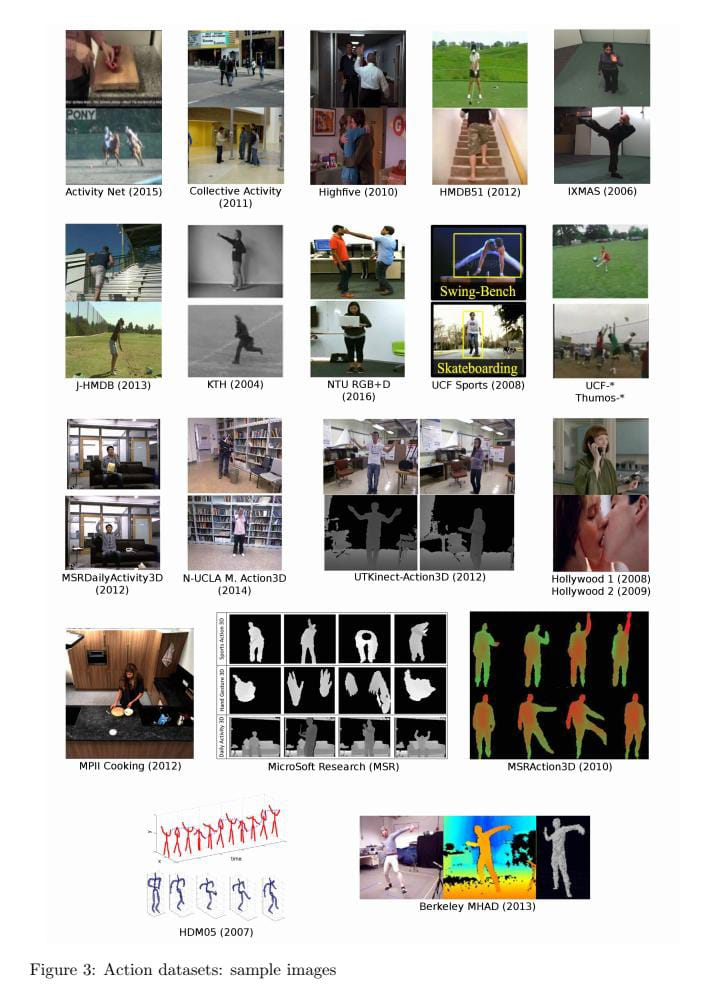 PONY
Activity Net (2015)
Collective Activity
(2011)
Highfive (2010)
HMDB51 (2012)
IXMAS (2006)
Swing-Bench
Skateboarding
J-HMDB (2013)
KTH (2004)
NTU RGB+D
(2016)
UCF Sports (2008)
UCF-*
Thumos-*
MSRDailyActivity3D
(2012)
N-UCLA M. Action3D
(2014)
UTKinect-Action3D (2012)
Hollywood 1 (2008)
Hollywood 2 (2009)
Sports Action 3D
Hand Gesture 3D
Daily Activity 3D
MPII Cooking (2012)
MicroSoft Research (MSR)
MSRAction3D (2010)
y
x
time
HDM05 (2007)
Berkeley MHAD (2013)
Figure 3: Action datasets: sample images